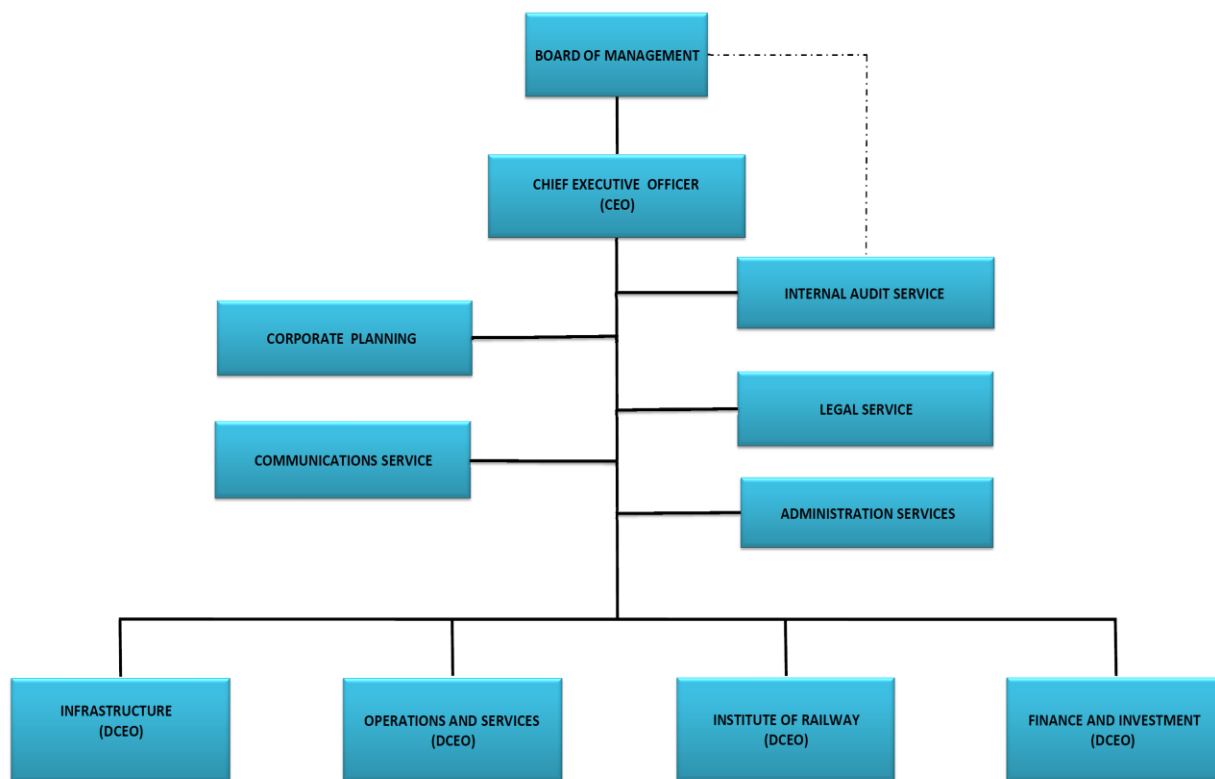 BOARD OF MANAGEMENT
CHIEF EXECUTIVE OFFICER
(CEO)
INTERNAL AUDIT SERVICE
CORPORATE PLANNING
LEGAL SERVICE
COMMUNICATIONS SERVICE
ADMINISTRATION SERVICES
INFRASTRUCTURE
(DCEO)
OPERATIONS AND SERVICES
(DCEO)
INSTITUTE OF RAILWAY
(DCEO)
FINANCE AND INVESTMENT
(DCEO)